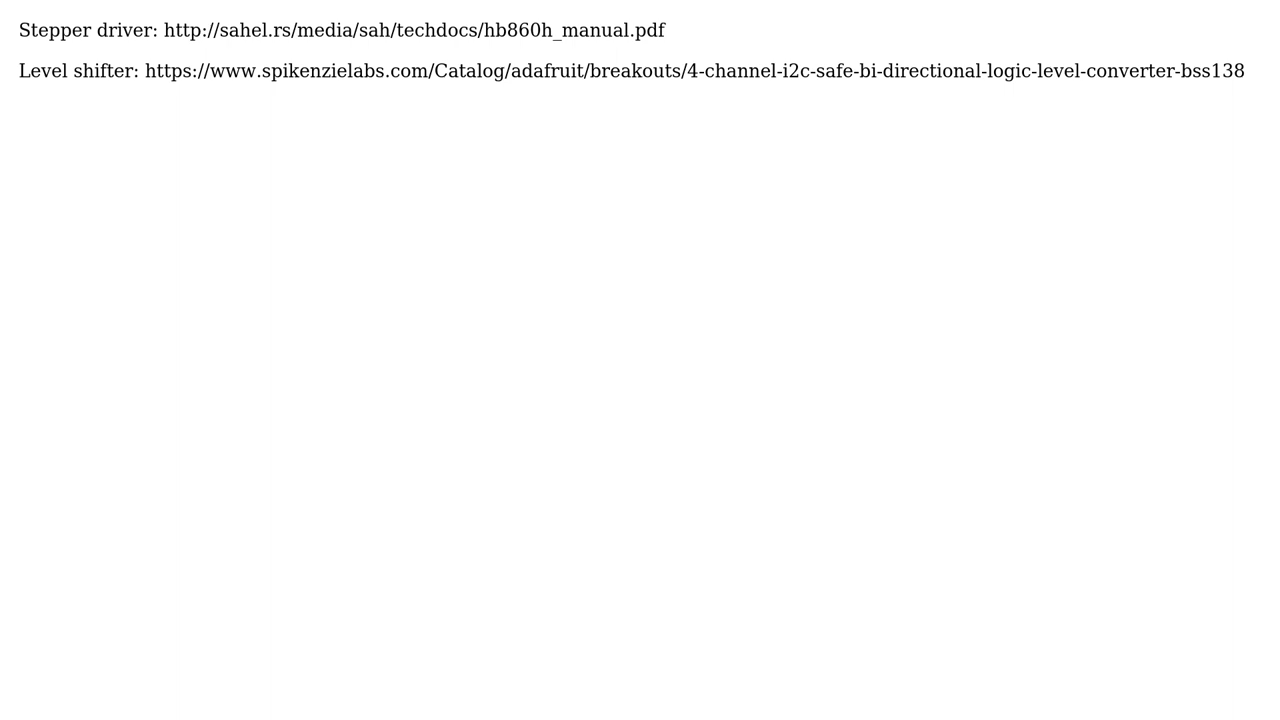 Stepper driver: http://sahel.rs/media/sah/techdocs/hb860h_manual.pdf
Level shifter: https://www.spikenzielabs.com/Catalog/adafruit/breakouts/4-channel-i2c-safe-bi-directional-logic-level-converter-bss138